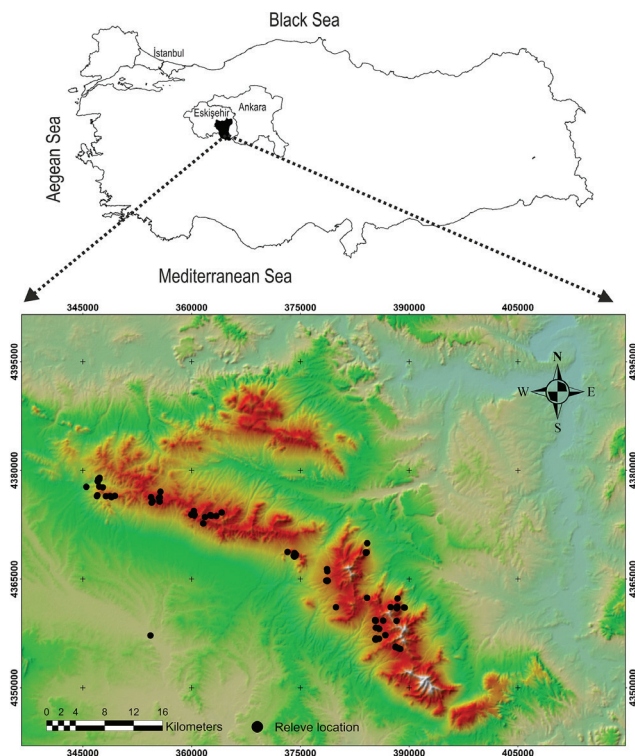 Black Sea
İstanbul
Eskişehir
Ankara
Aegean Sea
Mediterranean Sea
345000 360000 375000 390000 405000
4395000 4395000
N
W E
S
4380000 4380000
4365000 4365000
4350000 4350000
0 2 4 8 12 16
Kilometers
Releve location
345000 360000 375000 390000 405000